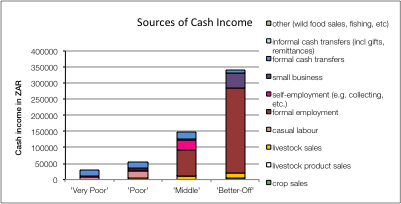 Sources of Cash Income
Cash income in ZAR
400000
350000
300000
250000
200000
150000
100000
50000
0
'Very Poor'
'Poor'
'Middle'
'Better-Off'
other (wild food sales, fishing, etc)
informal cash transfers (incl gifts,
remittances)
formal cash transfers
small business
self-employment (e.g. collecting,
etc.)
formal employment
casual labour
livestock sales
livestock product sales
crop sales